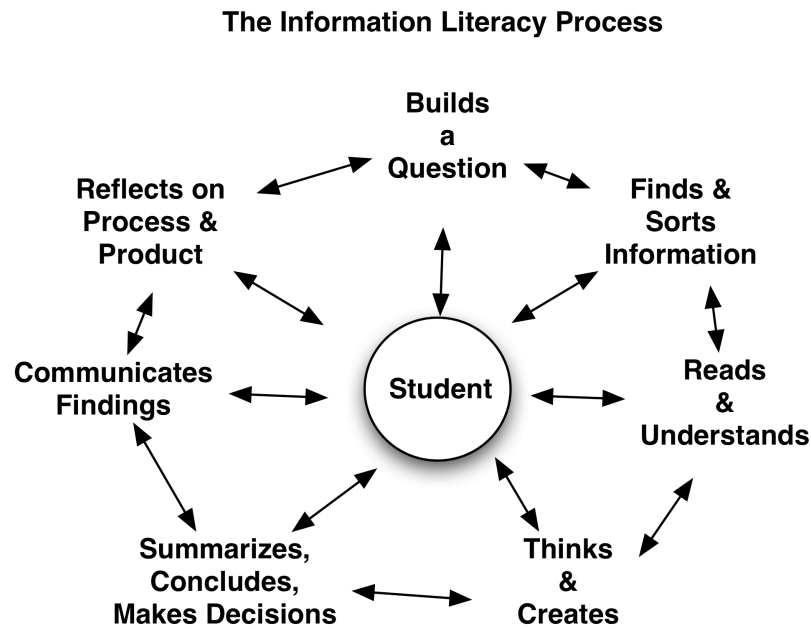 The Information Literacy Process
Builds
a
Question
Finds &
Sorts
Information
Reads
&
Understands
Thinks
&
Creates
Summarizes,
Concludes,
Makes Decisions
Communicates
Findings
Reflects on
Process &
Product
Student